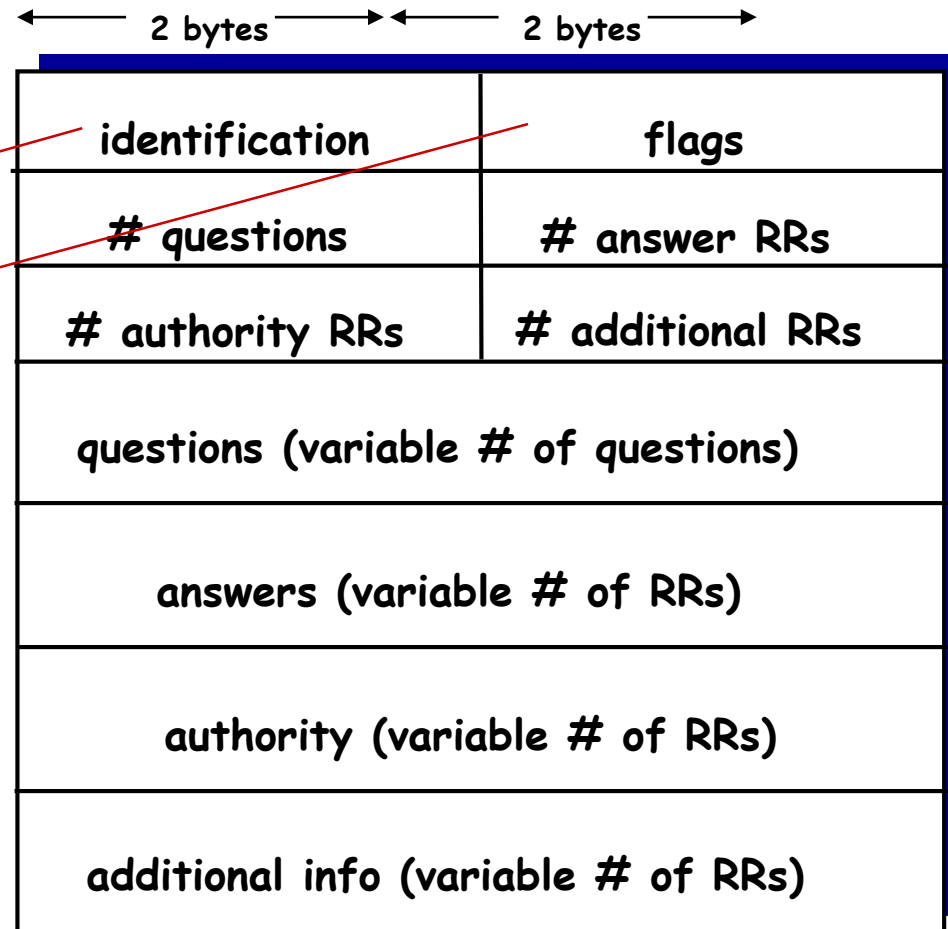 2 bytes 2 bytes
identification flags
# questions # answer RRs
# authority RRs # additional RRs
questions (variable # of questions)
answers (variable # of RRs)
authority (variable # of RRs)
additional info (variable # of RRs)